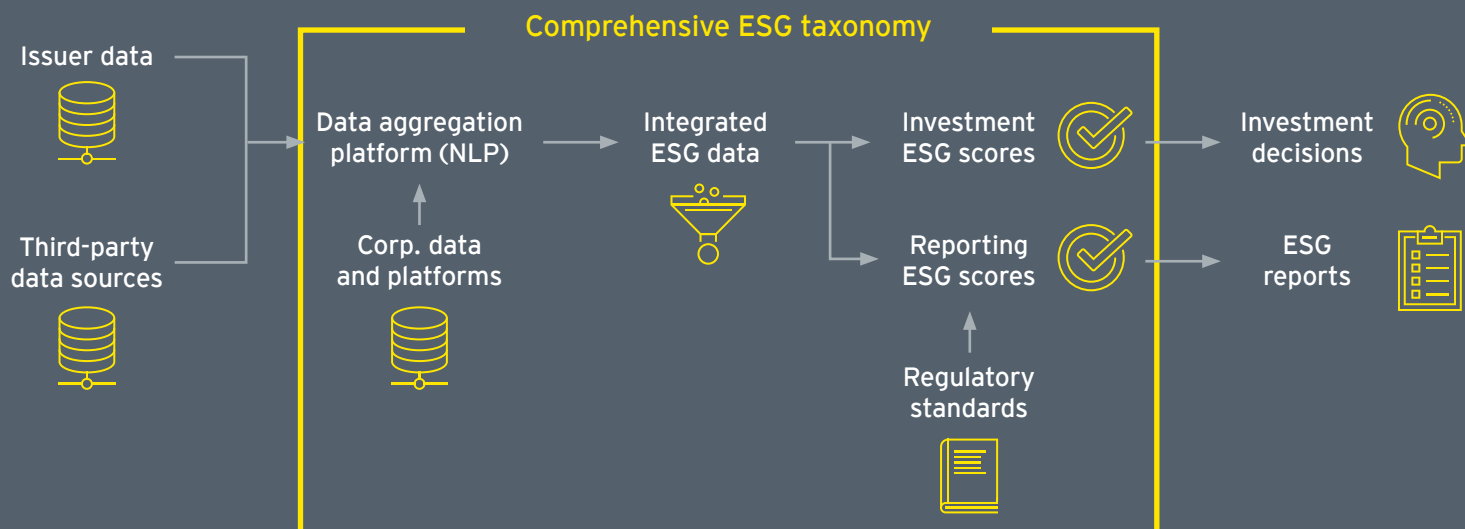 Comprehensive ESG taxonomy
Issuer data
Third-party
data sources
Data aggregation
platform (NLP)
Corp. data
and platforms
Integrated
ESG data
Investment
ESG scores
Reporting
ESG scores
Regulatory
standards
Investment
decisions
ESG
reports